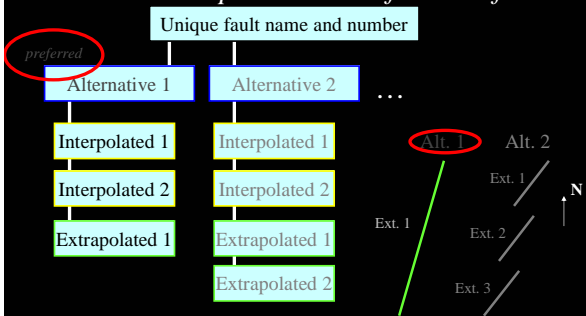 Unique fault name and number
preferred
Alternative 1
Alternative 2
...
Interpolated 1
Interpolated 1
Interpolated 2
Interpolated 2
Extrapolated 1
Extrapolated 1
Extrapolated 2
Alt. 1
Alt. 2
Ext. 1
N
Ext. 1
Ext. 2
Ext. 3